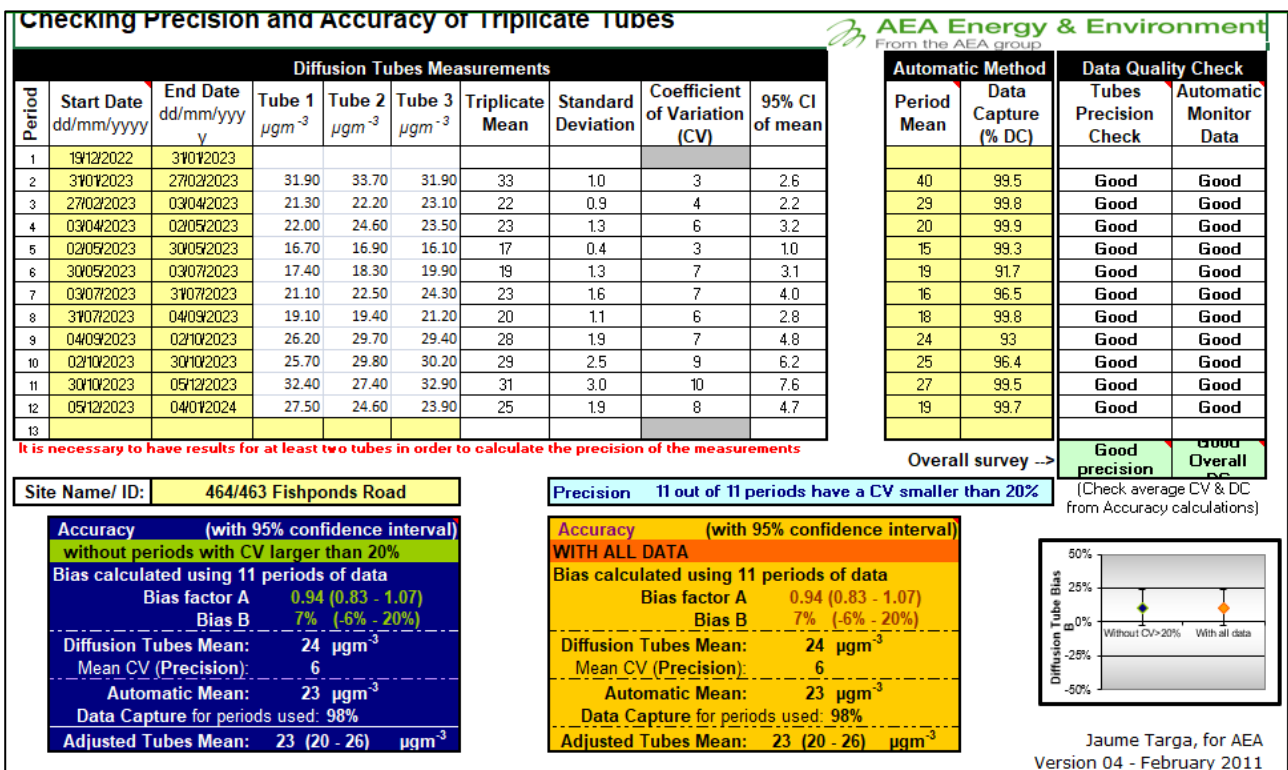 Checking Precision and Accuracy of Triplicate Tubes
AEA Energy & Environment
From the AEA group
Diffusion Tubes Measurements
Automatic Method
Data Quality Check
Period | Start Date dd/mm/yyyy | End Date dd/mm/yyyy | Tube 1 µgm-3 | Tube 2 µgm-3 | Tube 3 µgm-3 | Triplicate Mean | Standard Deviation | Coefficient of Variation (CV) | 95% CI of mean | Period Mean | Data Capture (% DC) | Tubes Precision Check | Automatic Monitor Data
1 19/12/2022 31/01/2023
2 31/01/2023 27/02/2023 31.90 33.70 31.90 33 1.0 3 2.6 40 99.5 Good Good
3 27/02/2023 03/04/2023 21.30 22.20 23.10 22 0.9 4 2.2 29 99.8 Good Good
4 03/04/2023 02/05/2023 22.00 24.60 23.50 23 1.3 6 3.2 20 99.9 Good Good
5 02/05/2023 30/05/2023 16.70 16.90 16.10 17 0.4 3 1.0 15 99.3 Good Good
6 30/05/2023 03/07/2023 17.40 18.30 19.90 19 1.3 7 3.1 19 91.7 Good Good
7 03/07/2023 31/07/2023 21.10 22.50 24.30 23 1.6 7 4.0 16 96.5 Good Good
8 31/07/2023 04/09/2023 19.10 19.40 21.20 20 1.1 6 2.8 18 99.8 Good Good
9 04/09/2023 02/10/2023 26.20 29.70 29.40 28 1.9 7 4.8 24 93 Good Good
10 02/10/2023 30/10/2023 25.70 29.80 30.20 29 2.5 9 6.2 25 96.4 Good Good
11 30/10/2023 05/12/2023 32.40 27.40 32.90 31 3.0 10 7.6 27 99.5 Good Good
12 05/12/2023 04/01/2024 27.50 24.60 23.90 25 1.9 8 4.7 19 99.7 Good Good
13
It is necessary to have results for at least two tubes in order to calculate the precision of the measurements
Overall survey --> Good precision Good Overall DC
Site Name/ ID: 464/463 Fishponds Road
Precision 11 out of 11 periods have a CV smaller than 20%
(Check average CV & DC
from Accuracy calculations)
Accuracy (with 95% confidence interval)
without periods with CV larger than 20%
Bias calculated using 11 periods of data
Bias factor A 0.94 (0.83 - 1.07)
Bias B 7% (-6% - 20%)
Diffusion Tubes Mean: 24 µgm-3
Mean CV (Precision): 6
Automatic Mean: 23 µgm-3
Data Capture for periods used: 98%
Adjusted Tubes Mean: 23 (20 - 26) µgm-3
Accuracy (with 95% confidence interval)
WITH ALL DATA
Bias calculated using 11 periods of data
Bias factor A 0.94 (0.83 - 1.07)
Bias B 7% (-6% - 20%)
Diffusion Tubes Mean: 24 µgm-3
Mean CV (Precision): 6
Automatic Mean: 23 µgm-3
Data Capture for periods used: 98%
Adjusted Tubes Mean: 23 (20 - 26) µgm-3
Diffusion Tube Bias B
50%
25%
0%
-25%
-50%
Without CV>20%
With all data
Jaume Targa, for AEA
Version 04 - February 2011